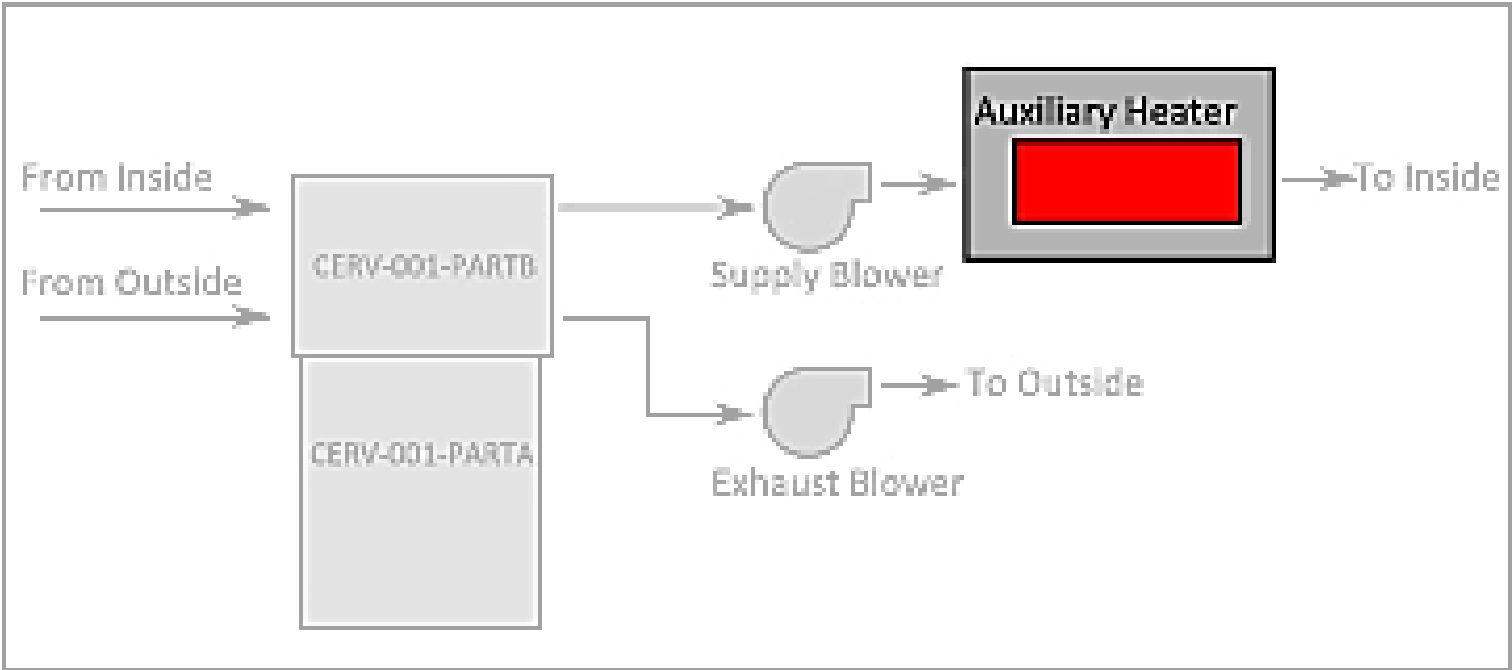 Auxiliary Heater
From Inside
To Inside
CERV-001-PARTB
From Outside
Supply Blower
To Outside
CERV-001-PARTA
Exhaust Blower